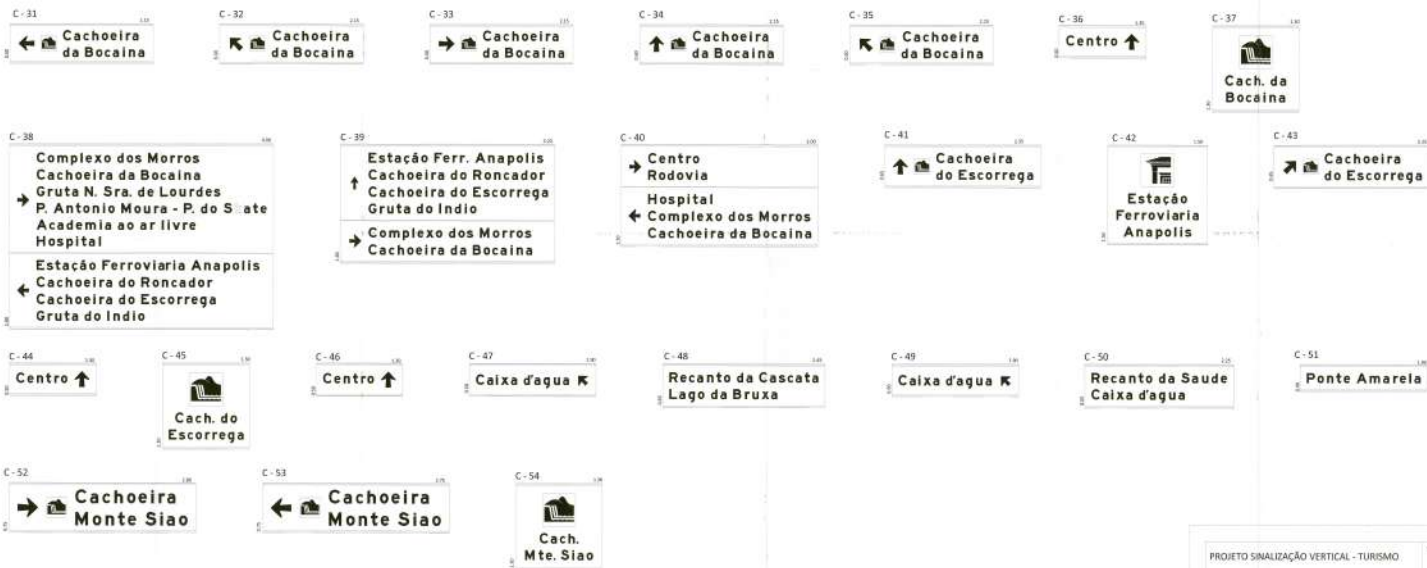 C - 31
Cachoeira
da Bocaina
C - 32
Cachoeira
da Bocaina
C - 33
Cachoeira
da Bocaina
C - 34
Cachoeira
da Bocaina
C - 35
Cachoeira
da Bocaina
C - 36
Centro
C - 37
Cach. da
Bocaina
C - 38
Complexo dos Morros
Cachoeira da Bocaina
Gruta N. Sra. de Lourdes
P. Antonio Moura - P. do
Academia ao ar livre
Hospital
Estação Ferroviaria Anapolis
Cachoeira do Roncador
Cachoeira do Escorrega
Gruta do Indio
C - 39
Estação Ferr. Anapolis
Cachoeira do Roncador
Cachoeira do Escorrega
Gruta do Indio
Complexo dos Morros
Cachoeira da Bocaina
C - 40
Centro
Rodovia
Hospital
Complexo dos Morros
Cachoeira da Bocaina
C - 41
Cachoeira
do Escorrega
C - 42
Estação
Ferroviaria
Anapolis
C - 43
Cachoeira
do Escorrega
C - 44
Centro
C - 45
Cach. do
Escorrega
C - 46
Centro
C - 47
Caixa d'agua
C - 48
Recanto da Cascata
Lago da Bruxa
C - 49
Caixa d'agua
C - 50
Recanto da Saude
Caixa d'agua
C - 51
Ponte Amarela
C - 52
Cachoeira
Monte Siao
C - 53
Cachoeira
Monte Siao
C - 54
Cach.
Mte. Siao
PROJETO SINALIZAÇÃO VERTICAL - TURISMO